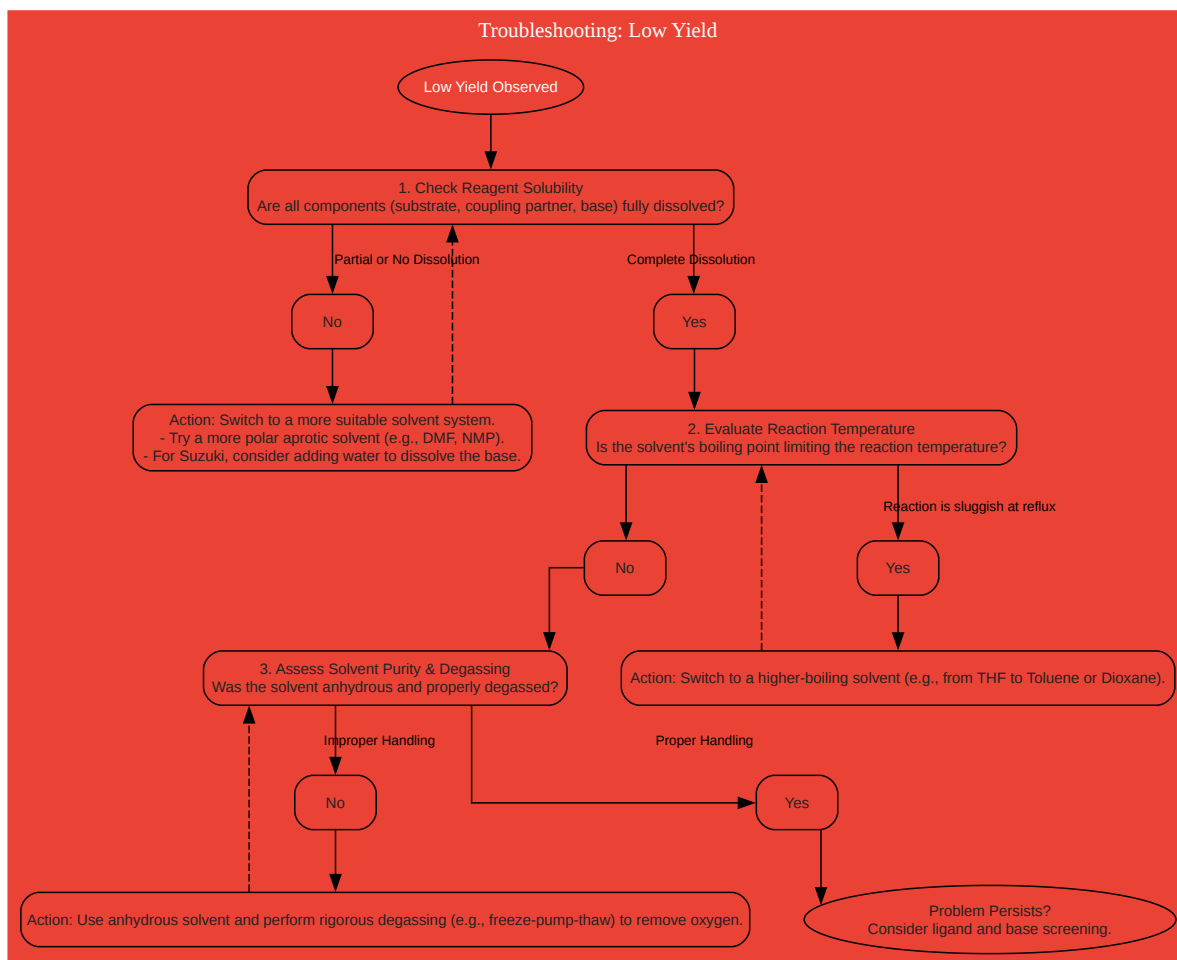 Troubleshooting: Low Yield
Low Yield Observed
1. Check Reagent Solubility
Are all components (substrate, coupling partner, base) fully dissolved?
Partial or No Dissolution
Complete Dissolution
No
Yes
Action: Switch to a more suitable solvent system.
- Try a more polar aprotic solvent (e.g., DMF, NMP).
- For Suzuki, consider adding water to dissolve the base.
2. Evaluate Reaction Temperature
Is the solvent's boiling point limiting the reaction temperature?
Reaction is sluggish at reflux
No
Yes
3. Assess Solvent Purity & Degassing
Was the solvent anhydrous and properly degassed?
Action: Switch to a higher-boiling solvent (e.g., from THF to Toluene or Dioxane).
Improper Handling
Proper Handling
No
Yes
Action: Use anhydrous solvent and perform rigorous degassing (e.g., freeze-pump-thaw) to remove oxygen.
Problem Persists?
Consider ligand and base screening.